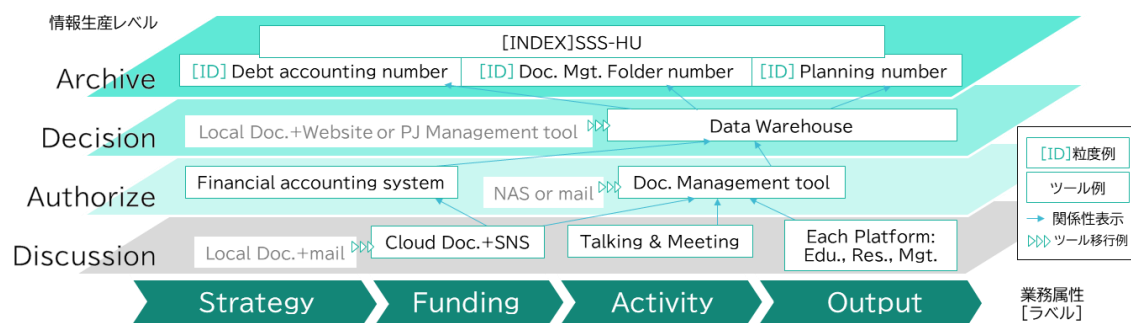 情報生産レベル
[INDEX]SSS-HU
Archive
[ID] Debt accounting number
[ID] Doc. Mgt. Folder number
[ID] Planning number
Decision
Local Doc.+Website or PJ Management tool
Data Warehouse
Authorize
Financial accounting system
NAS or mail
Doc. Management tool
Discussion
Local Doc.+mail
Cloud Doc.+SNS
Talking & Meeting
Each Platform:
Edu., Res., Mgt.
Strategy
Funding
Activity
Output
業務属性
[ラベル]
[ID]粒度例
ツール例
関係性表示
ツール移行例